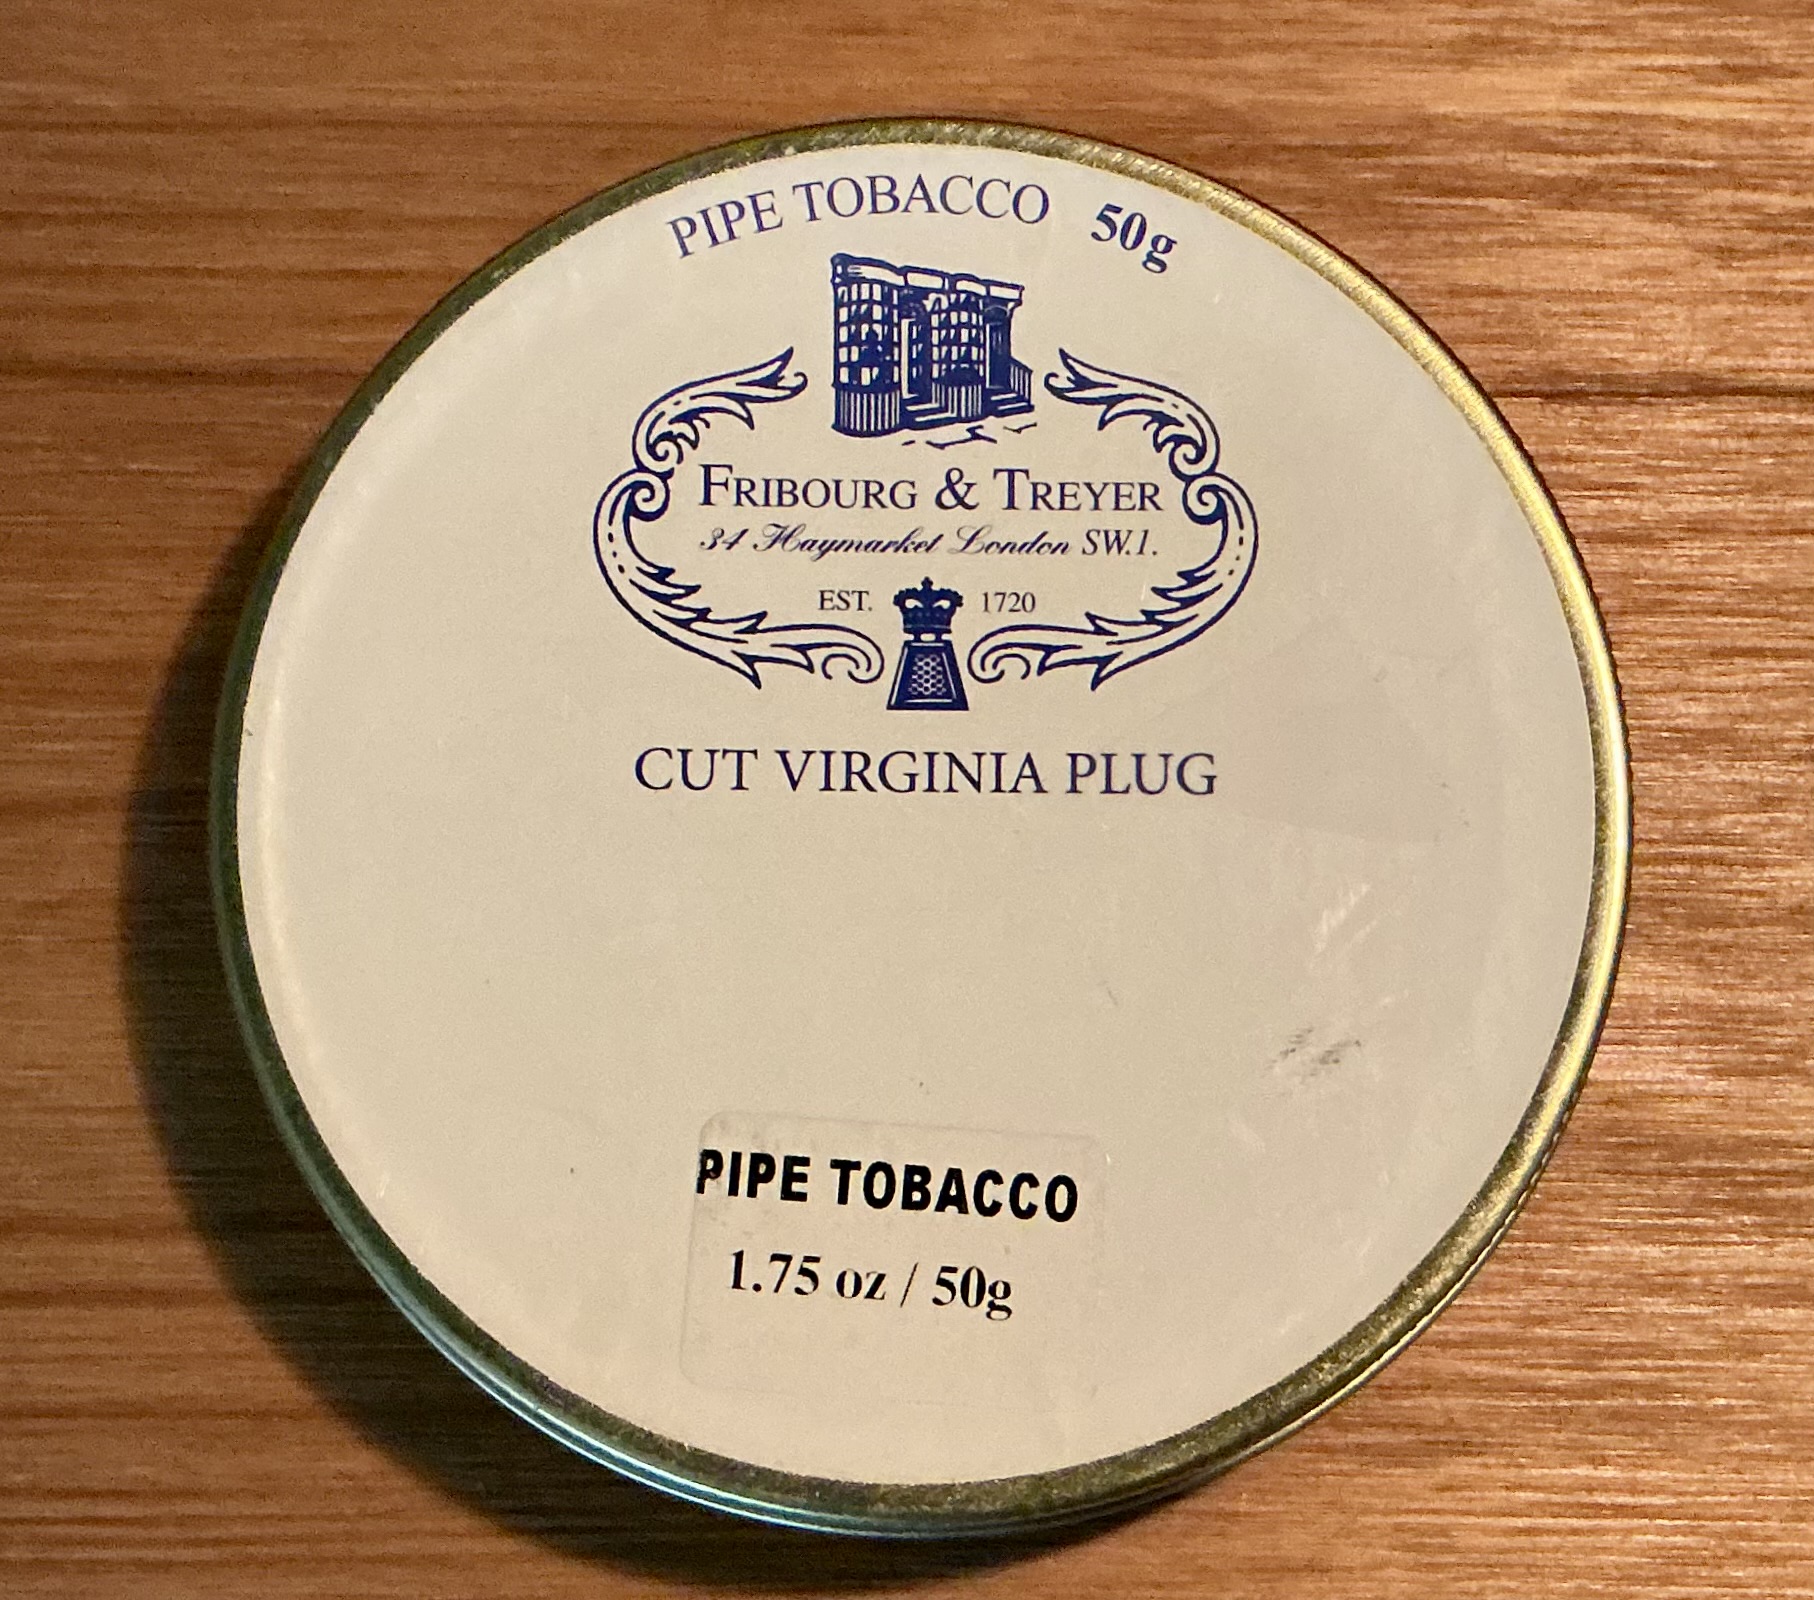 PIPE TOBACCO 50g
FRIBOURG & TREYER
34 Haymarket London SW.1.
EST. 1720
CUT VIRGINIA PLUG
PIPE TOBACCO
1.75 oz / 50g